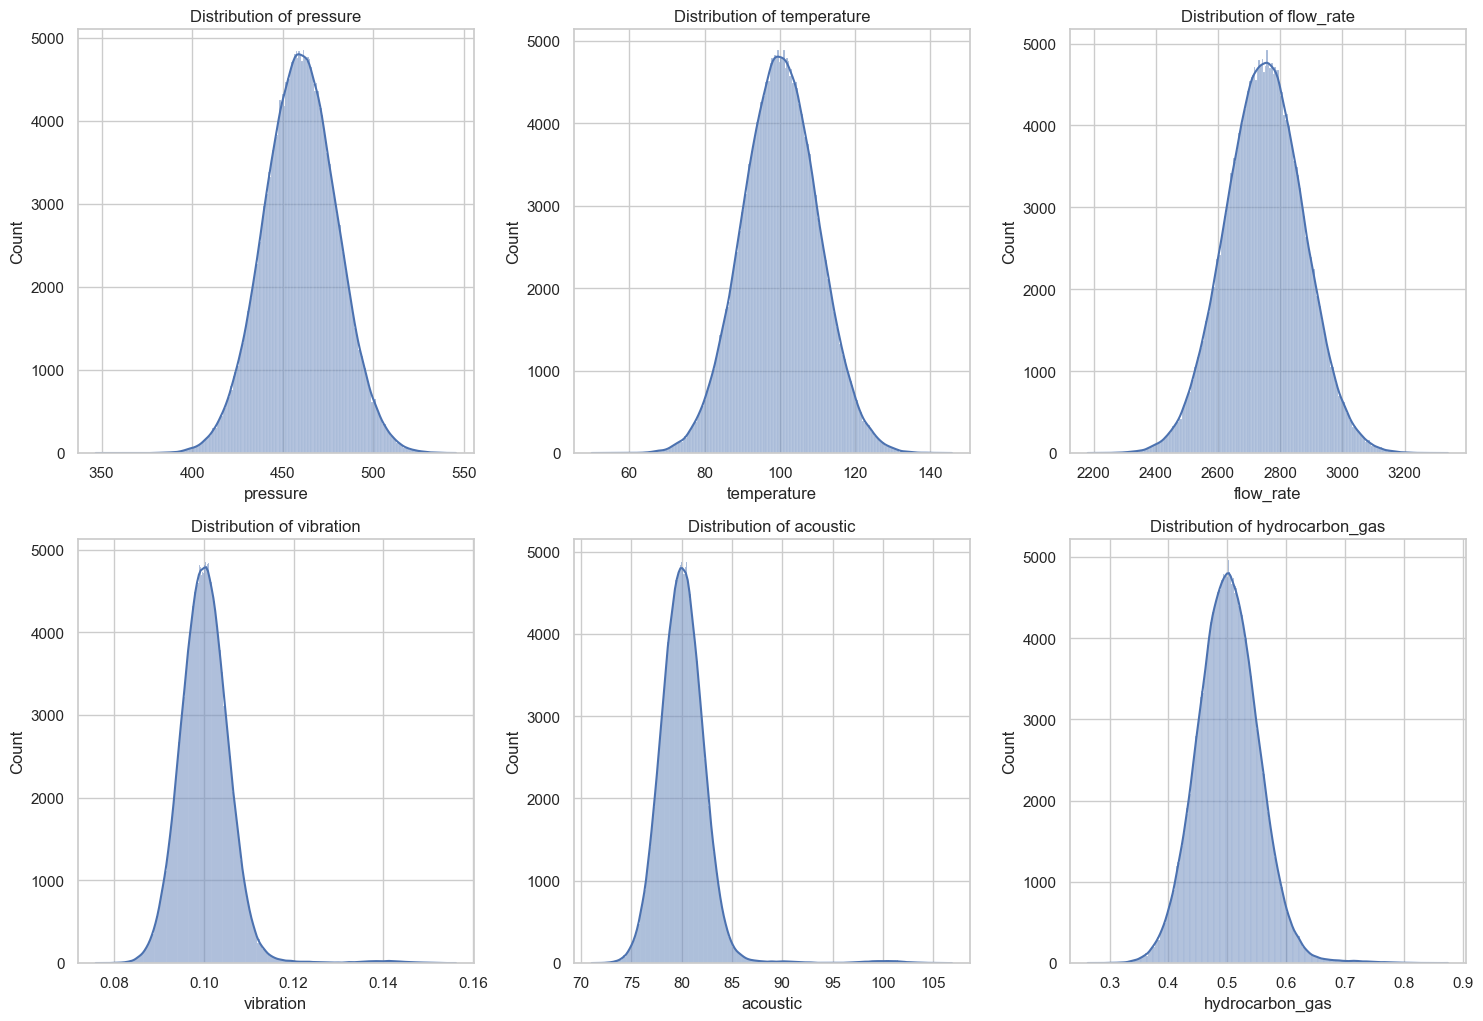 Distribution of pressure
Count
5000
4000
3000
2000
1000
0
350 400 450 500 550
pressure
Distribution of temperature
Count
5000
4000
3000
2000
1000
0
60 80 100 120 140
temperature
Distribution of flow_rate
Count
5000
4000
3000
2000
1000
0
2200 2400 2600 2800 3000 3200
flow_rate
Distribution of vibration
Count
5000
4000
3000
2000
1000
0
0.08 0.10 0.12 0.14 0.16
vibration
Distribution of acoustic
Count
5000
4000
3000
2000
1000
0
70 75 80 85 90 95 100 105
acoustic
Distribution of hydrocarbon_gas
Count
5000
4000
3000
2000
1000
0
0.3 0.4 0.5 0.6 0.7 0.8 0.9
hydrocarbon_gas